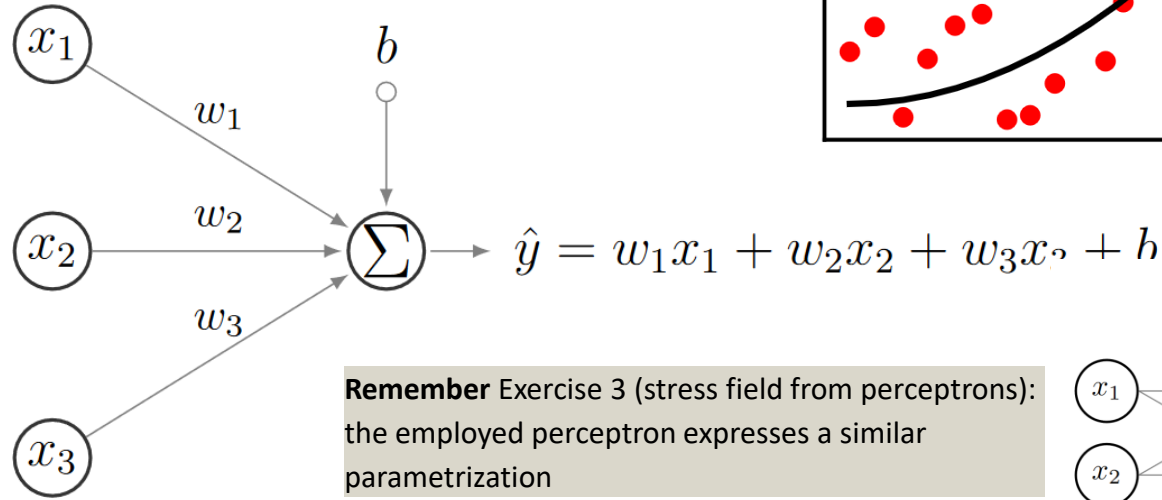 x1
b
w1
x2
w2
∑
ŷ = w1x1 + w2x2 + w3x
w3
x3
Remember Exercise 3 (stress field from perceptrons):
the employed perceptron expresses a similar
parametrization
x1
x2